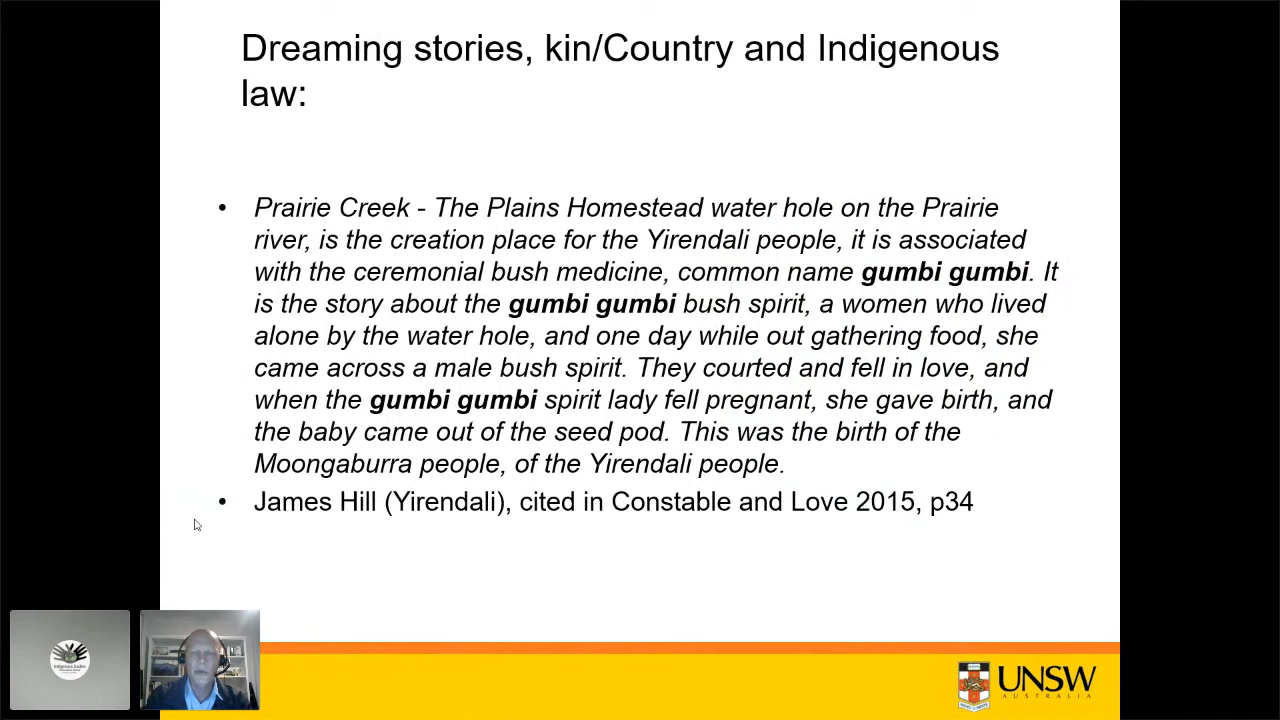 Dreaming stories, kin/Country and Indigenous
law:
• Prairie Creek - The Plains Homestead water hole on the Prairie
river, is the creation place for the Yirendali people, it is associated
with the ceremonial bush medicine, common name gumbi gumbi. It
is the story about the gumbi gumbi bush spirit, a women who lived
alone by the water hole, and one day while out gathering food, she
came across a male bush spirit. They courted and fell in love, and
when the gumbi gumbi spirit lady fell pregnant, she gave birth, and
the baby came out of the seed pod. This was the birth of the
Moongaburra people, of the Yirendali people.
• James Hill (Yirendali), cited in Constable and Love 2015, p34
Indigenous Studies
UNSW
AUSTRALIA